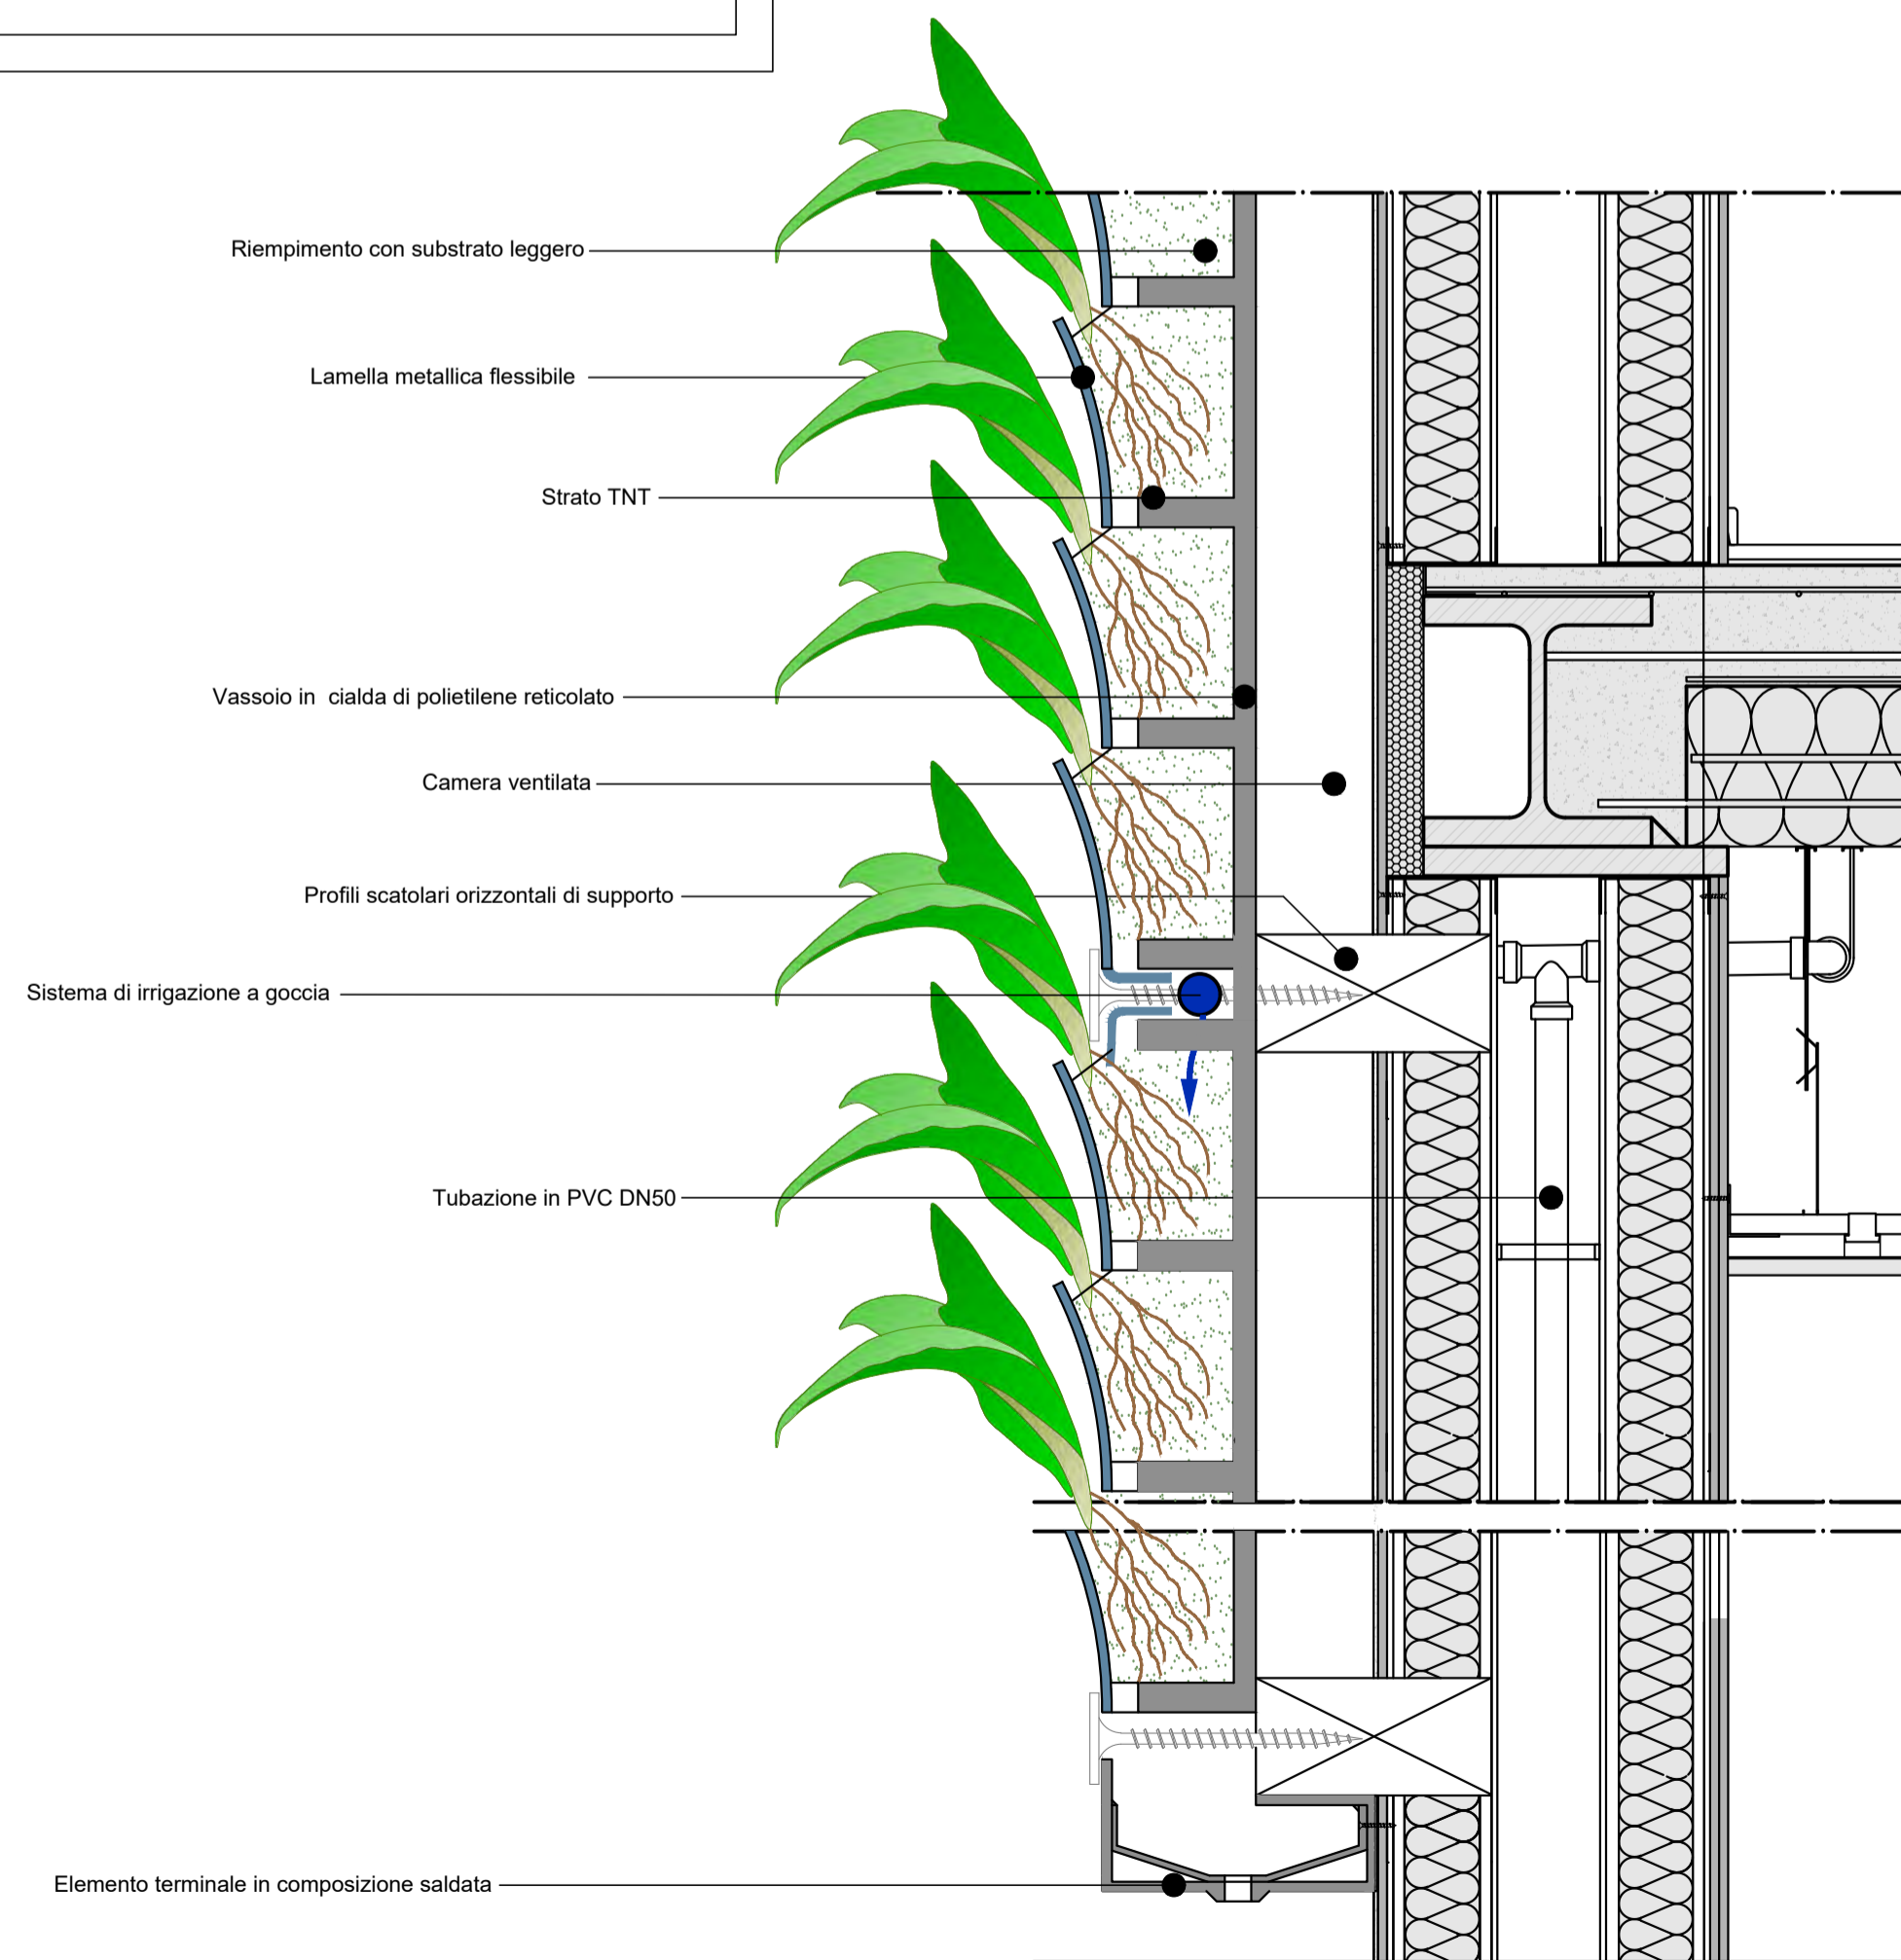 Riempimento con substrato leggero
Lamella metallica flessibile
Strato TNT
Vassoio in  cialda di polietilene reticolato
Camera ventilata
Profili scatolari orizzontali di supporto
Sistema di irrigazione a goccia
Tubazione in PVC DN50
Elemento terminale in composizione saldata